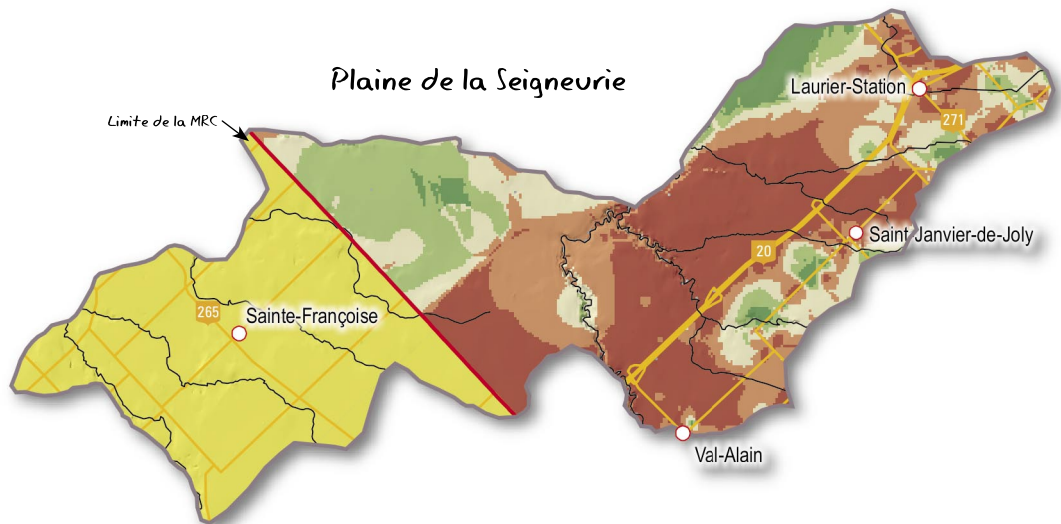 Plaine de la Seigneurie
Limite de la MRC
Laurier-Station
271
Saint Janvier-de-Joly
20
265
Sainte-Françoise
Val-Alain